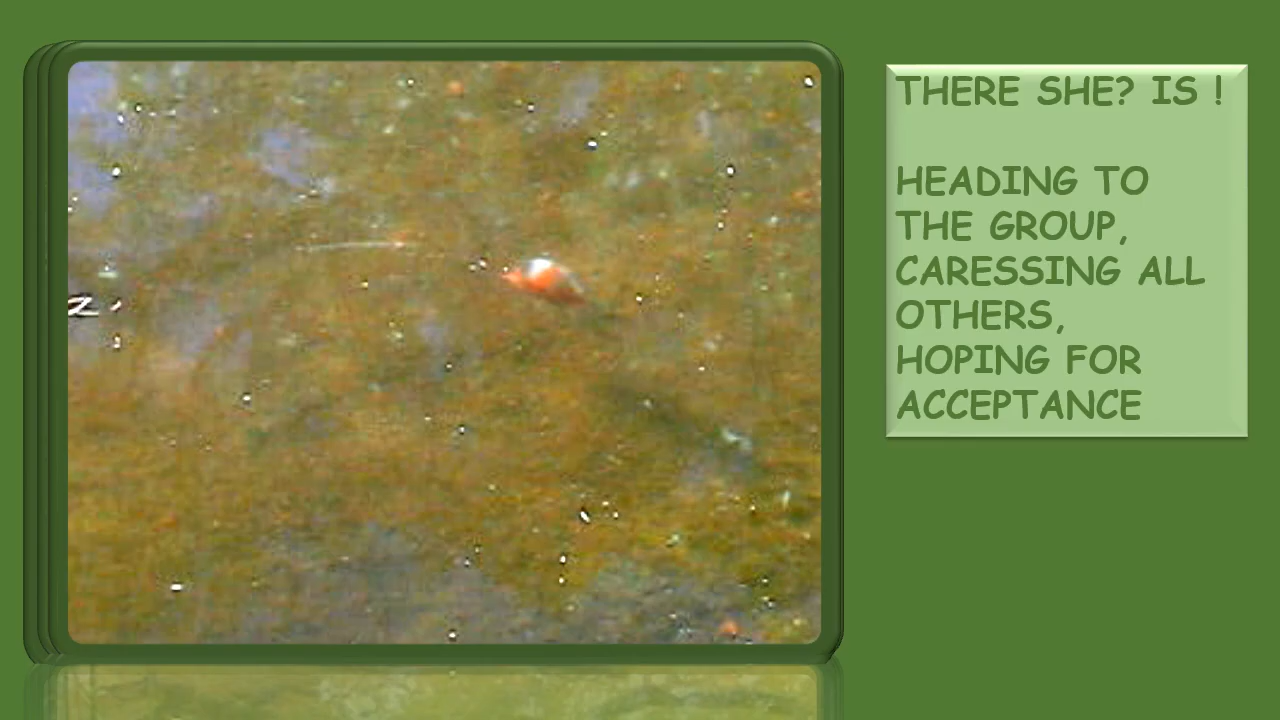 THERE SHE? IS !
HEADING TO
THE GROUP,
CARESSING ALL
OTHERS,
HOPING FOR
ACCEPTANCE